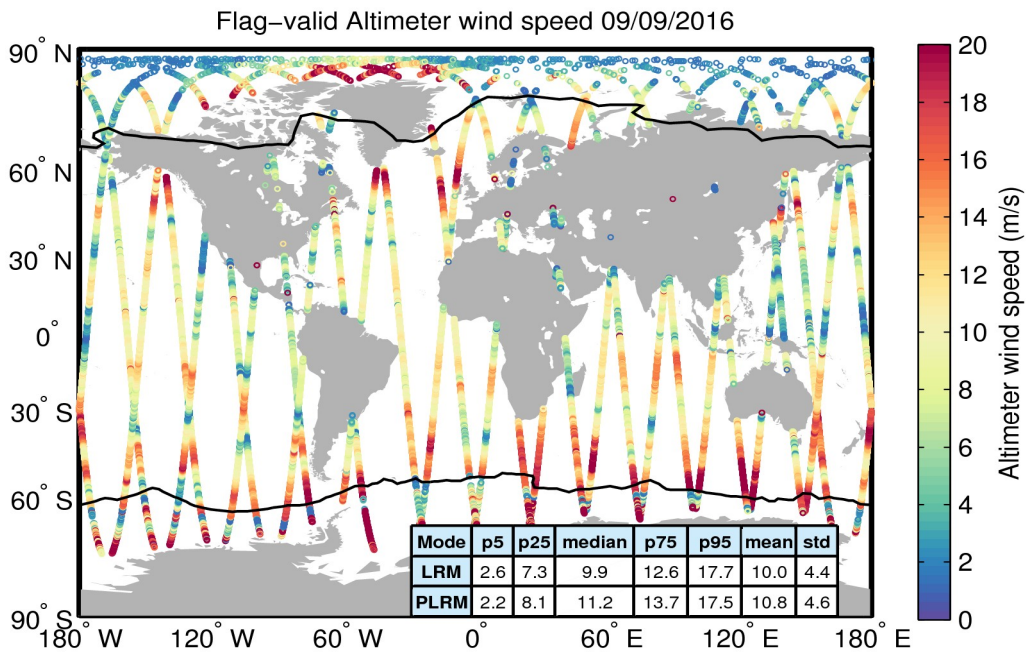 Flag−valid Altimeter wind speed 09/09/2016
90° N
60° N
30° N
0°
30° S
60° S
90° S
180° W
120° W
60° W
0°
60° E
120° E
180° E
Mode p5 p25 median p75 p95 mean std
LRM 2.6 7.3 9.9 12.6 17.7 10.0 4.4
PLRM 2.2 8.1 11.2 13.7 17.5 10.8 4.6
20
18
16
14
12
10
8
6
4
2
0
Altimeter wind speed (m/s)